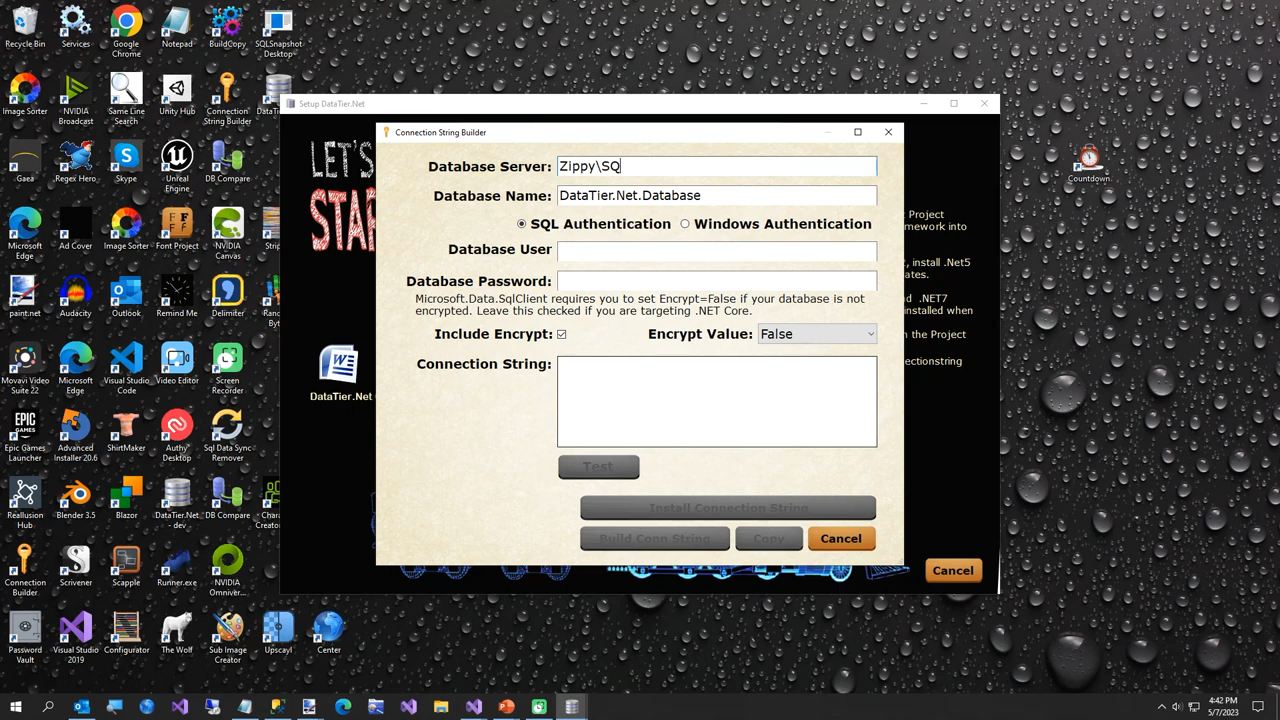 Recycle Bin
Services
Google
Chrome
Notepad
BuildCopy
SQLSnapshot
Desktop
Image Sorter
NVIDIA
Broadcast
Same Line
Search
Unity Hub
Connection
String Builder
Gaea
Regex Hero
Skype
Unreal
Engine
DB Compare
Microsoft
Edge
Ad Cover
Image Sorter
Font Project
NVIDIA
Canvas
paint.net
Audacity
Outlook
Remind Me
Delimiter
Movavi Video
Suite 22
Microsoft
Edge
Visual Studio
Code
Video Editor
Screen
Recorder
Epic Games
Launcher
Advanced
Installer 20.6
ShirtMaker
Authy
Desktop
Sql Data Sync
Remover
Reallusion
Hub
Blender 3.5
Blazor
DataTier.Net
- dev
DB Compare
Connection
Builder
Scrivener
Scapple
Runner.exe
NVIDIA
Omniver...
Password
Vault
Visual Studio
2019
Configurator
The Wolf
Sub Image
Creator
Upscayl
Center
DataTier.Net
Countdown
Setup DataTier.Net
LET'S
Connection String Builder
Database Server: Zippy\SQ
Database Name: DataTier.Net.Database
SQL Authentication Windows Authentication
Database User
Database Password:
Microsoft.Data.SqlClient requires you to set Encrypt=False if your database is not
encrypted. Leave this checked if you are targeting .NET Core.
Include Encrypt: Encrypt Value: False
Connection String:
Test
Install Connection String
Build Conn String Copy Cancel
t Project
, install .Net5
.NET7
installed when
n the Project
Cancel
4:42 PM
5/7/2023